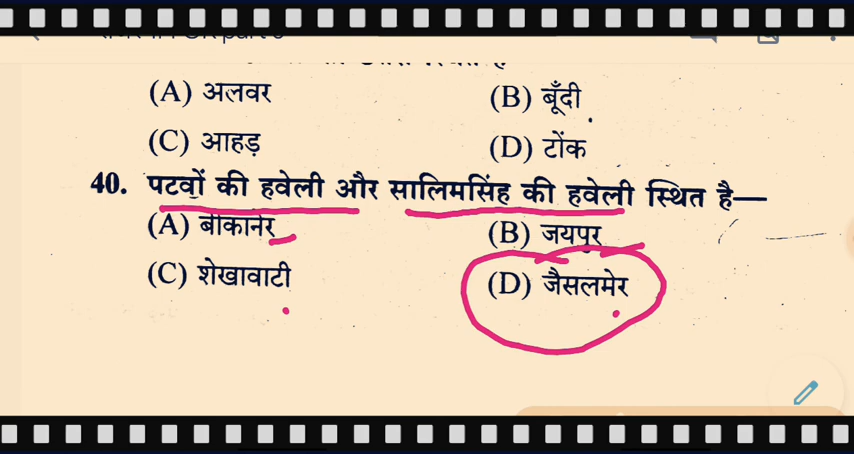 (A) अलवर (B) बूँदी
(C) आहड़ (D) टोंक
40. पटवों की हवेली और सालिमसिंह की हवेली स्थित है—
(A) बीकानेर (B) जयपुर
(C) शेखावाटी (D) जैसलमेर